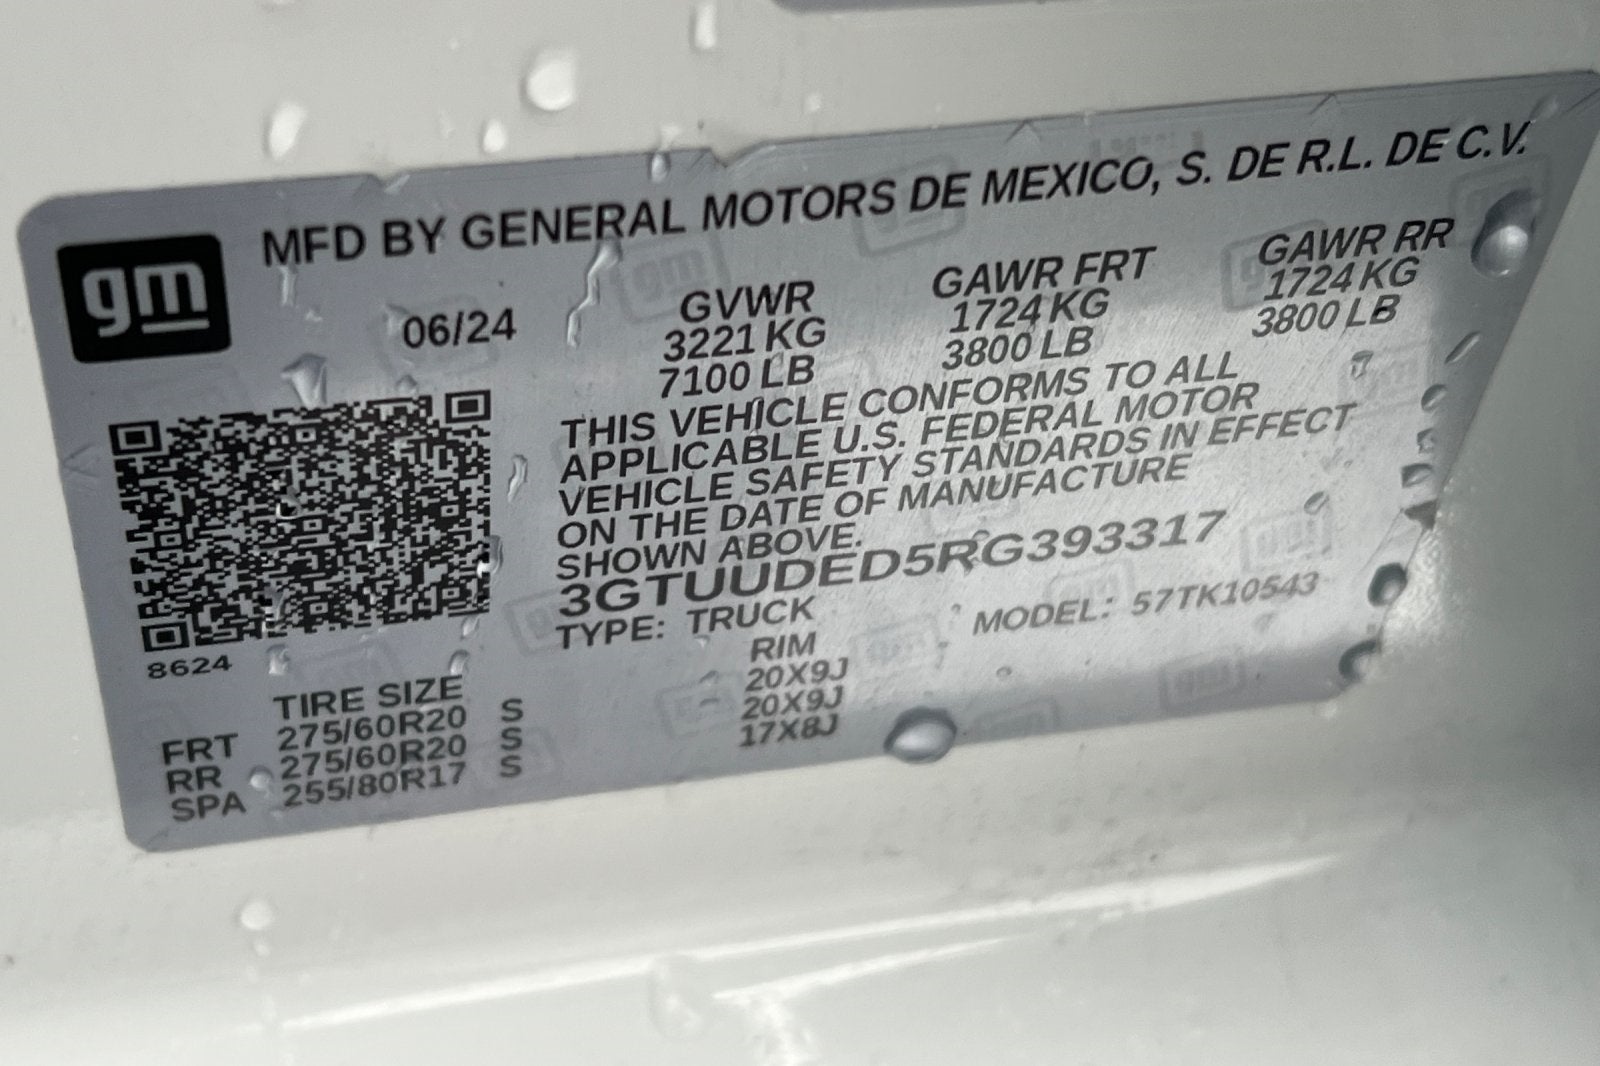 gm
MFD BY GENERAL MOTORS DE MEXICO, S. DE R.L. DE C.V.
06/24
GVWR GAWR FRT GAWR RR
3221 KG 1724 KG 1724 KG
7100 LB 3800 LB 3800 LB
THIS VEHICLE CONFORMS TO ALL
APPLICABLE U.S. FEDERAL MOTOR
VEHICLE SAFETY STANDARDS IN EFFECT
ON THE DATE OF MANUFACTURE
SHOWN ABOVE.
3GTUUDED5RG393317
TYPE: TRUCK MODEL: 57TK10543
8624
TIRE SIZE RIM
FRT 275/60R20 S 20X9J
RR 275/60R20 S 20X9J
SPA 255/80R17 S 17X8J